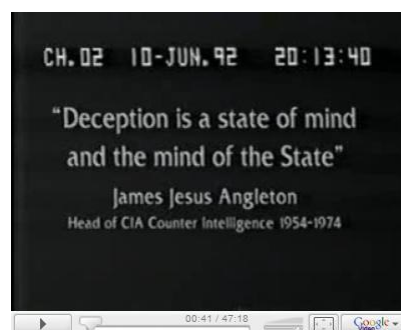 CH.02 10-JUN.92 20:13:40
“Deception is a state of mind
and the mind of the State”
James Jesus Angleton
Head of CIA Counter Intelligence 1954-1974
00:41 / 47:18
Google
Video